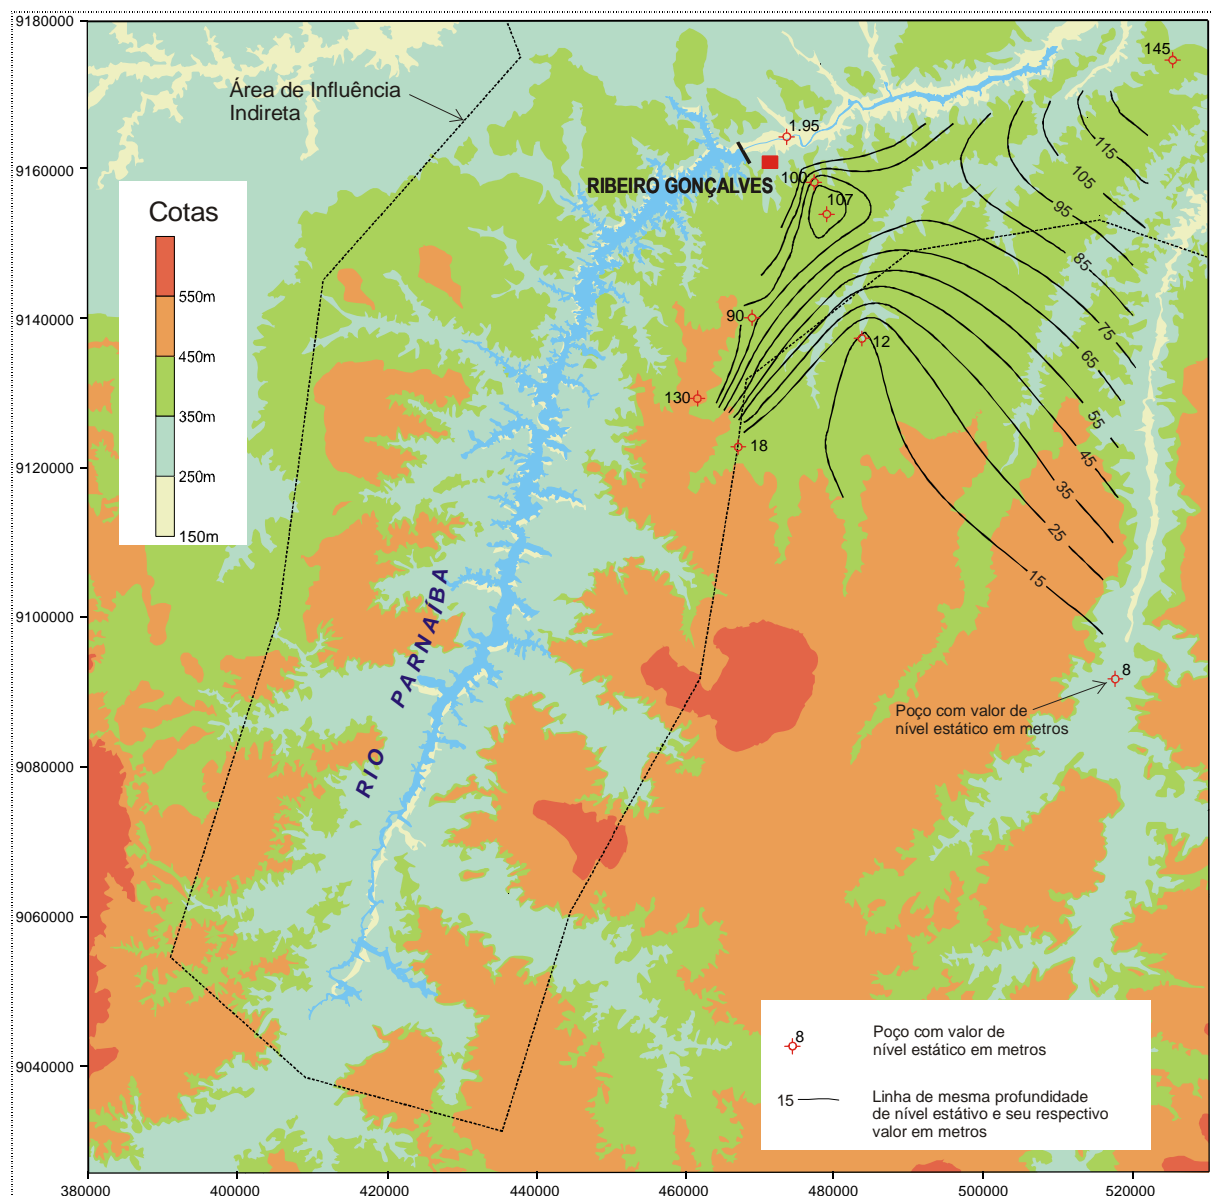 9180000
9160000
9140000
9120000
9100000
9080000
9060000
9040000
380000
400000
420000
440000
460000
480000
500000
520000
Área de Influência
Indireta
Cotas
550m
450m
350m
250m
150m
RIBEIRO GONÇALVES
RIO PARNAÍBA
145
1.95
100
107
90
130
18
12
8
115
105
95
85
75
65
55
45
35
25
15
Poço com valor de
nível estático em metros
8
Poço com valor de
nível estático em metros
15
Linha de mesma profundidade
de nível estátivo e seu respectivo
valor em metros